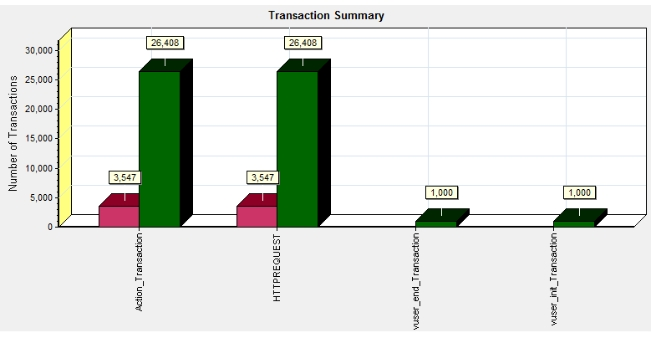 Transaction Summary
Number of Transactions
30,000
25,000
20,000
15,000
10,000
5,000
0
26,408
26,408
3,547
3,547
1,000
1,000
Action_Transaction
HTTPREQUEST
vuser_end_Transaction
vuser_init_Transaction